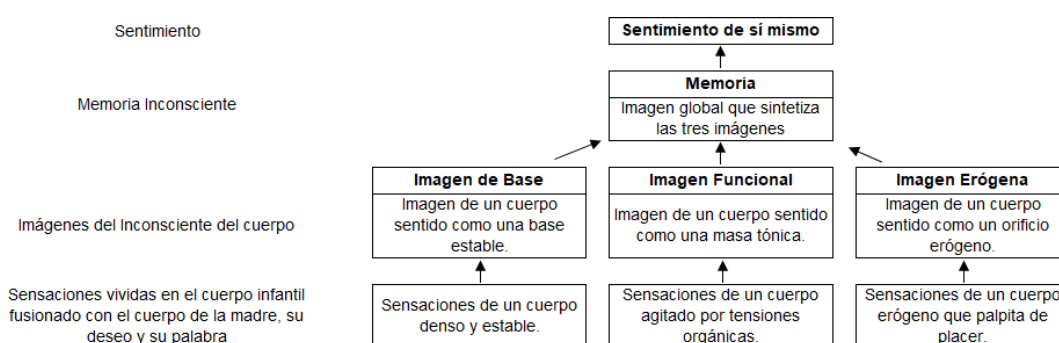 Sentimiento
Sentimiento de sí mismo
Memoria Inconsciente
Memoria
Imagen global que sintetiza
las tres imágenes
Imágenes del Inconsciente del cuerpo
Imagen de Base
Imagen de un cuerpo
sentido como una base
estable.
Imagen Funcional
Imagen de un cuerpo sentido
como una masa tónica.
Imagen Erógena
Imagen de un cuerpo
sentido como un orificio
erógeno.
Sensaciones vividas en el cuerpo infantil
fusionado con el cuerpo de la madre, su
deseo y su palabra
Sensaciones de un cuerpo
denso y estable.
Sensaciones de un cuerpo
agitado por tensiones
orgánicas.
Sensaciones de un cuerpo
erógeno que palpita de
placer.